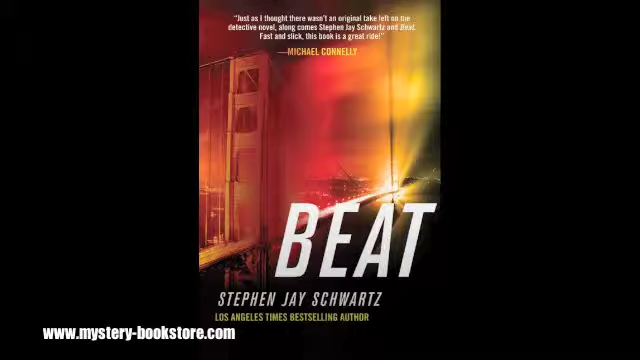 "Just as I thought there wasn't an original take left on the
detective novel, along comes Stephen Jay Schwartz and Beat.
Fast and slick, this book is a great ride!"
—MICHAEL CONNELLY
BEAT
STEPHEN JAY SCHWARTZ
LOS ANGELES TIMES BESTSELLING AUTHOR
www.mystery-bookstore.com